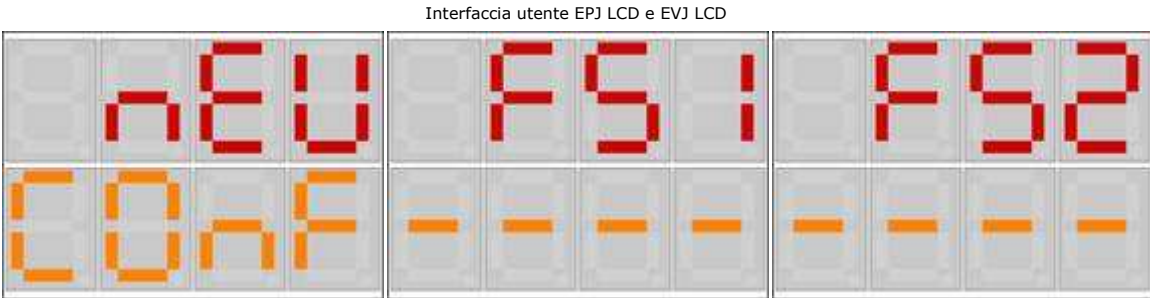 Interfaccia utente EPJ LCD e EVJ LCD
nEU FS1 FS2
COnF ---- ----